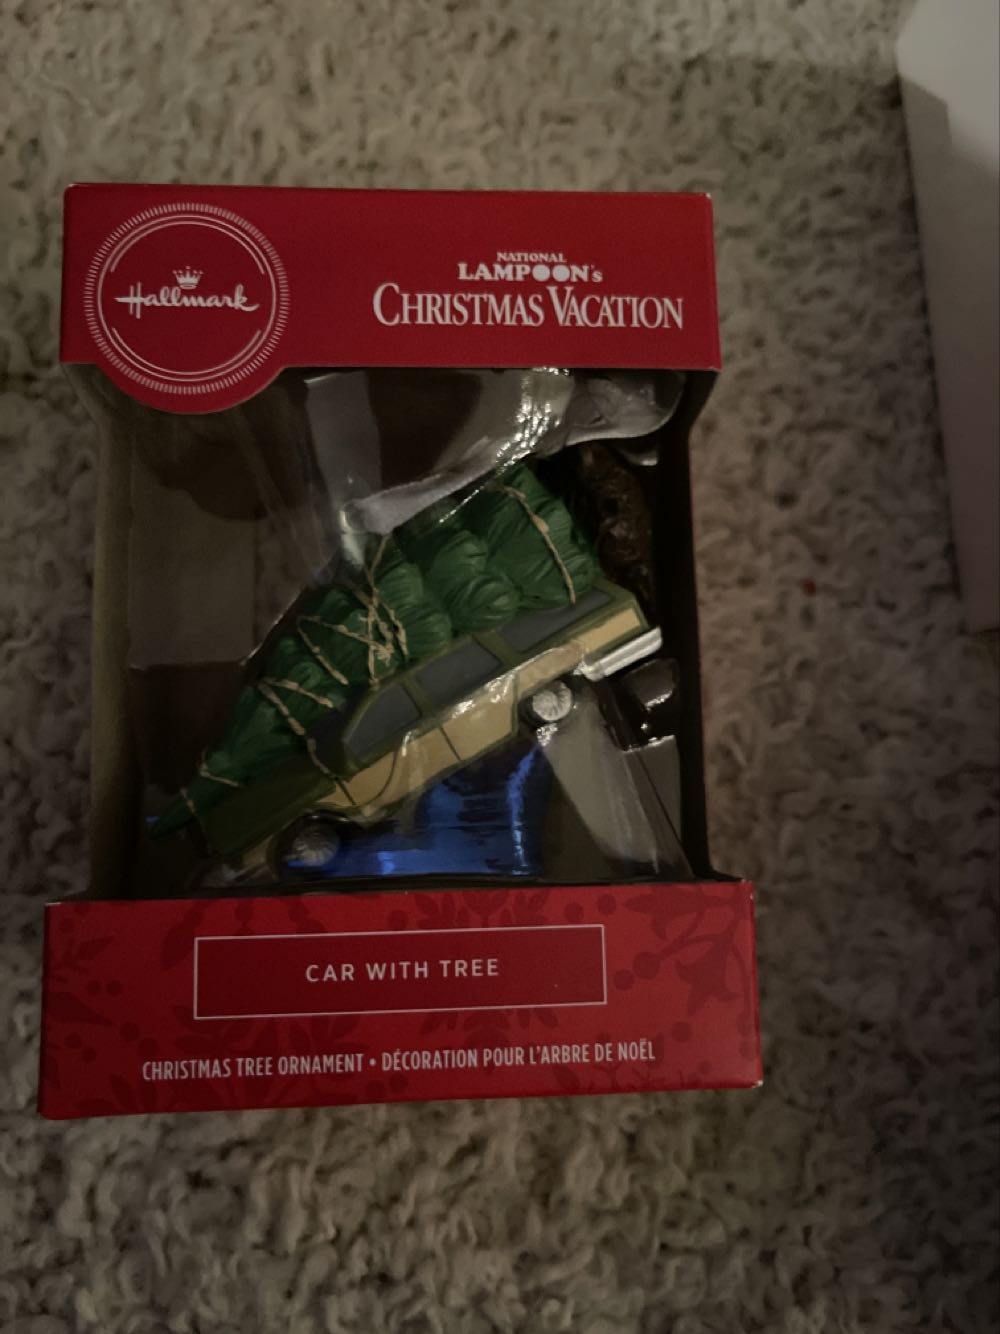 Hallmark
NATIONAL
LAMPOON's
CHRISTMAS VACATION
CAR WITH TREE
CHRISTMAS TREE ORNAMENT • DÉCORATION POUR L'ARBRE DE NOËL